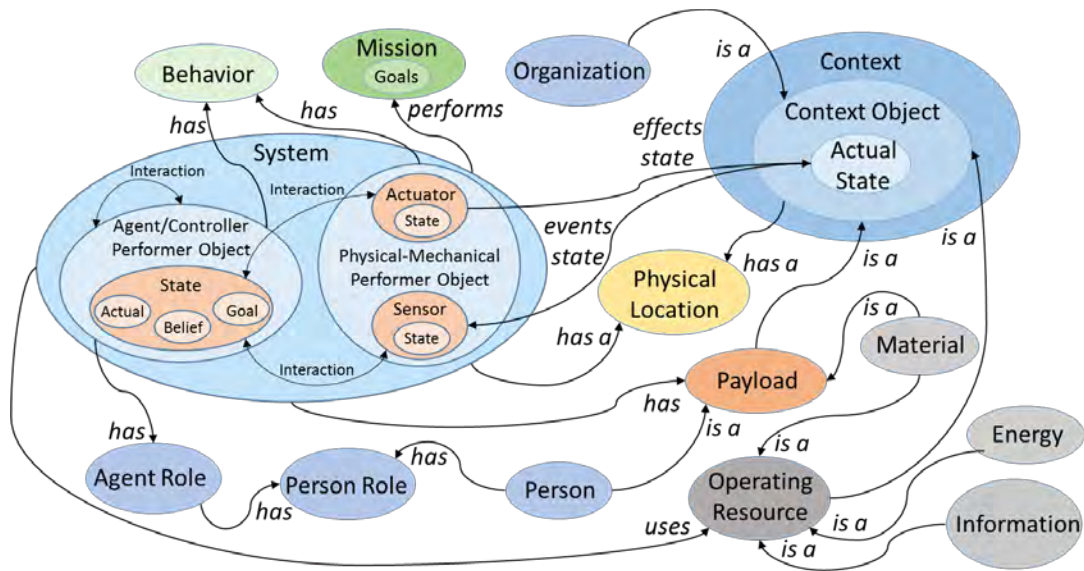 Behavior
Mission
Goals
Organization
is a
Context
Context Object
Actual
State
is a
has
has
performs
effects
state
System
Interaction
Interaction
Actuator
State
Agent/Controller
Performer Object
Physical-Mechanical
Performer Object
events
state
State
Actual
Belief
Goal
Sensor
State
Interaction
Physical
Location
has a
has a
is a
is a
Material
Payload
has
is a
is a
Energy
has
Agent Role
has
Person Role
has
Person
Operating
Resource
uses
is a
is a
Information